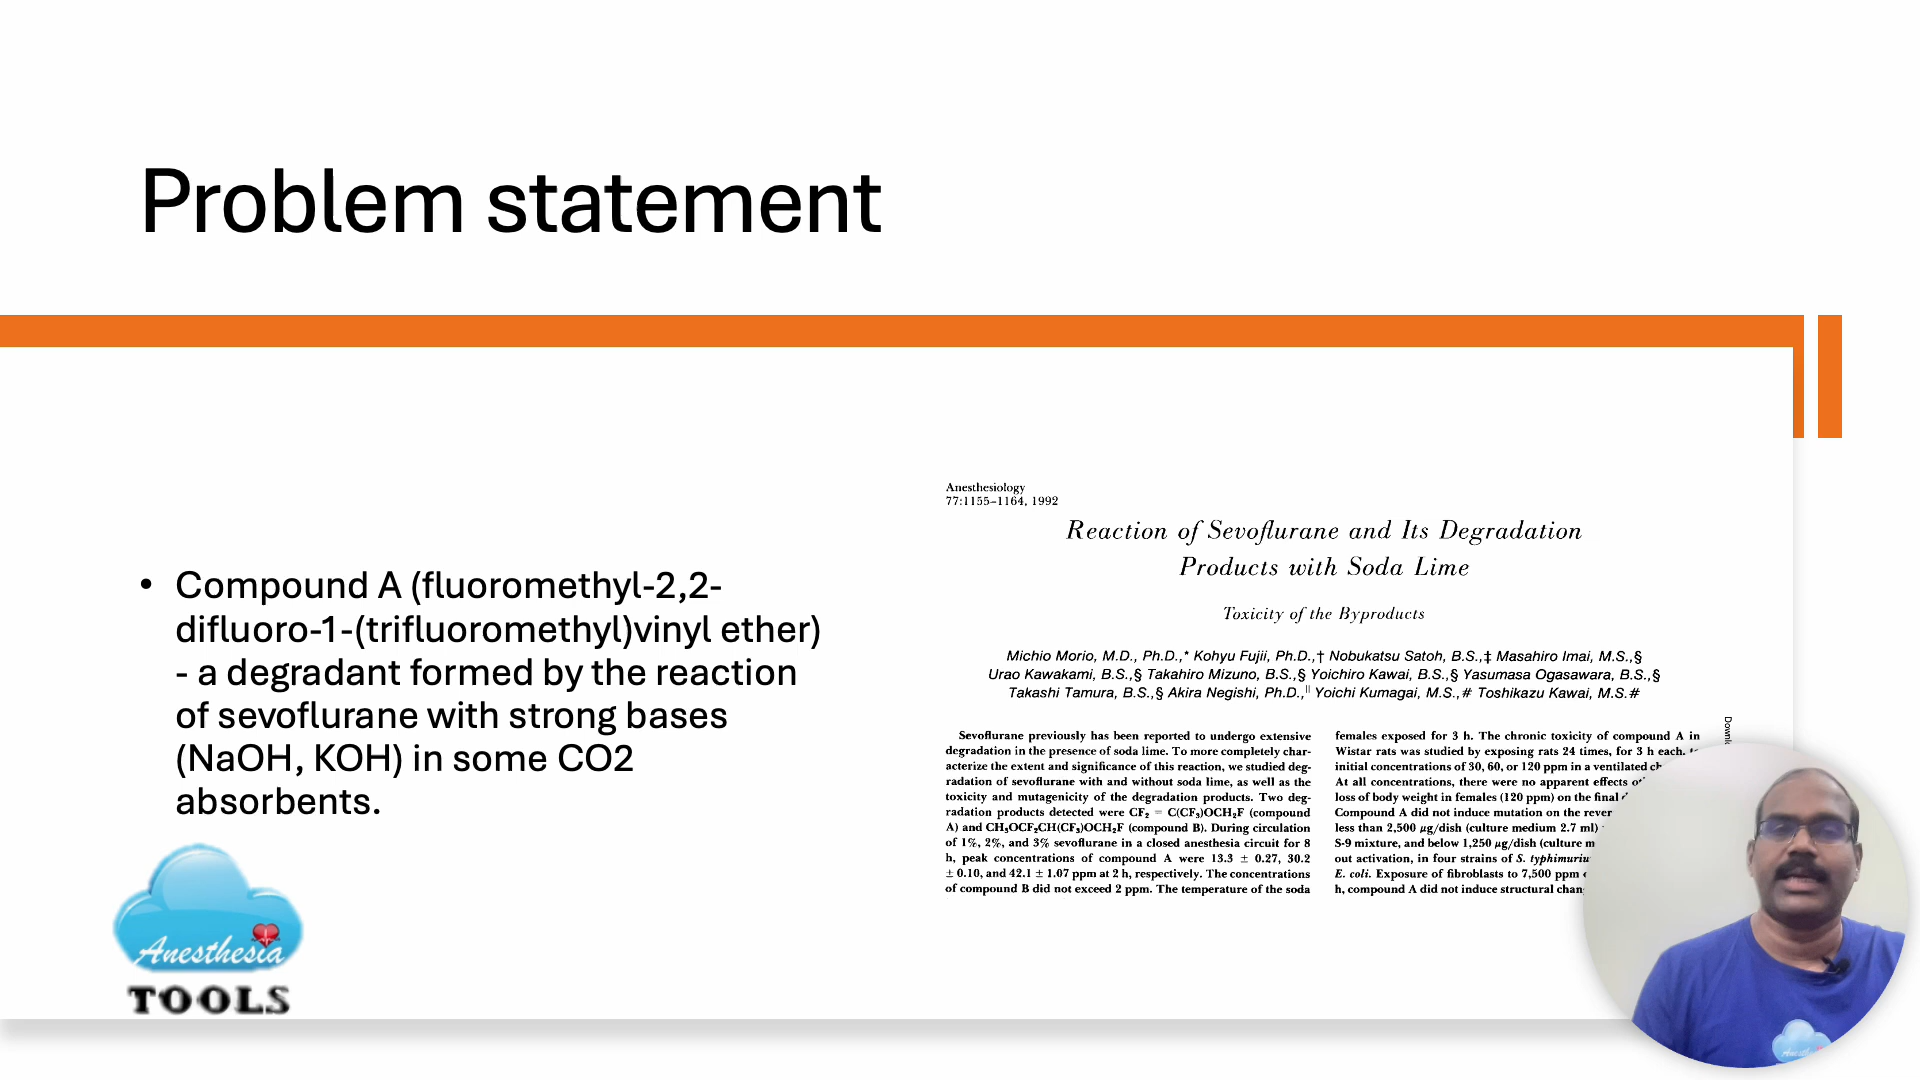 Problem statement
• Compound A (fluoromethyl-2,2-
difluoro-1-(trifluoromethyl)vinyl ether)
- a degradant formed by the reaction
of sevoflurane with strong bases
(NaOH, KOH) in some CO2
absorbents.
Anesthesia
TOOLS
Anesthesiology
77:1155–1164, 1992
Reaction of Sevoflurane and Its Degradation
Products with Soda Lime
Toxicity of the Byproducts
Michio Morio, M.D., Ph.D.,* Kohyu Fujii, Ph.D.,† Nobukatsu Satoh, B.S.,‡ Masahiro Imai, M.S.,§
Urao Kawakami, B.S.,§ Takahiro Mizuno, B.S.,§ Yoichiro Kawai, B.S.,§ Yasumasa Ogasawara, B.S.,§
Takashi Tamura, B.S.,§ Akira Negishi, Ph.D.,|| Yoichi Kumagai, M.S.,# Toshikazu Kawai, M.S.#
Sevoflurane previously has been reported to undergo extensive
degradation in the presence of soda lime. To more completely char-
acterize the extent and significance of this reaction, we studied deg-
radation of sevoflurane with and without soda lime, as well as the
toxicity and mutagenicity of the degradation products. Two deg-
radation products detected were CF₂ = C(CF₃)OCH₂F (compound
A) and CH₃OCF₂CH(CF₃)OCH₂F (compound B). During circulation
of 1%, 2%, and 3% sevoflurane in a closed anesthesia circuit for 8
h, peak concentrations of compound A were 13.3 ± 0.27, 30.2
± 0.10, and 42.1 ± 1.07 ppm at 2 h, respectively. The concentrations
of compound B did not exceed 2 ppm. The temperature of the soda
females exposed for 3 h. The chronic toxicity of compound A in
Wistar rats was studied by exposing rats 24 times, for 3 h each,
initial concentrations of 30, 60, or 120 ppm in a ventilated
At all concentrations, there were no apparent effects
loss of body weight in females (120 ppm) on the final
Compound A did not induce mutation on the
less than 2,500 µg/dish (culture medium 2.7 ml)
S-9 mixture, and below 1,250 µg/dish (culture
out activation, in four strains of S.
E. coli. Exposure of fibroblasts to 7,500 ppm
h, compound A did not induce structural